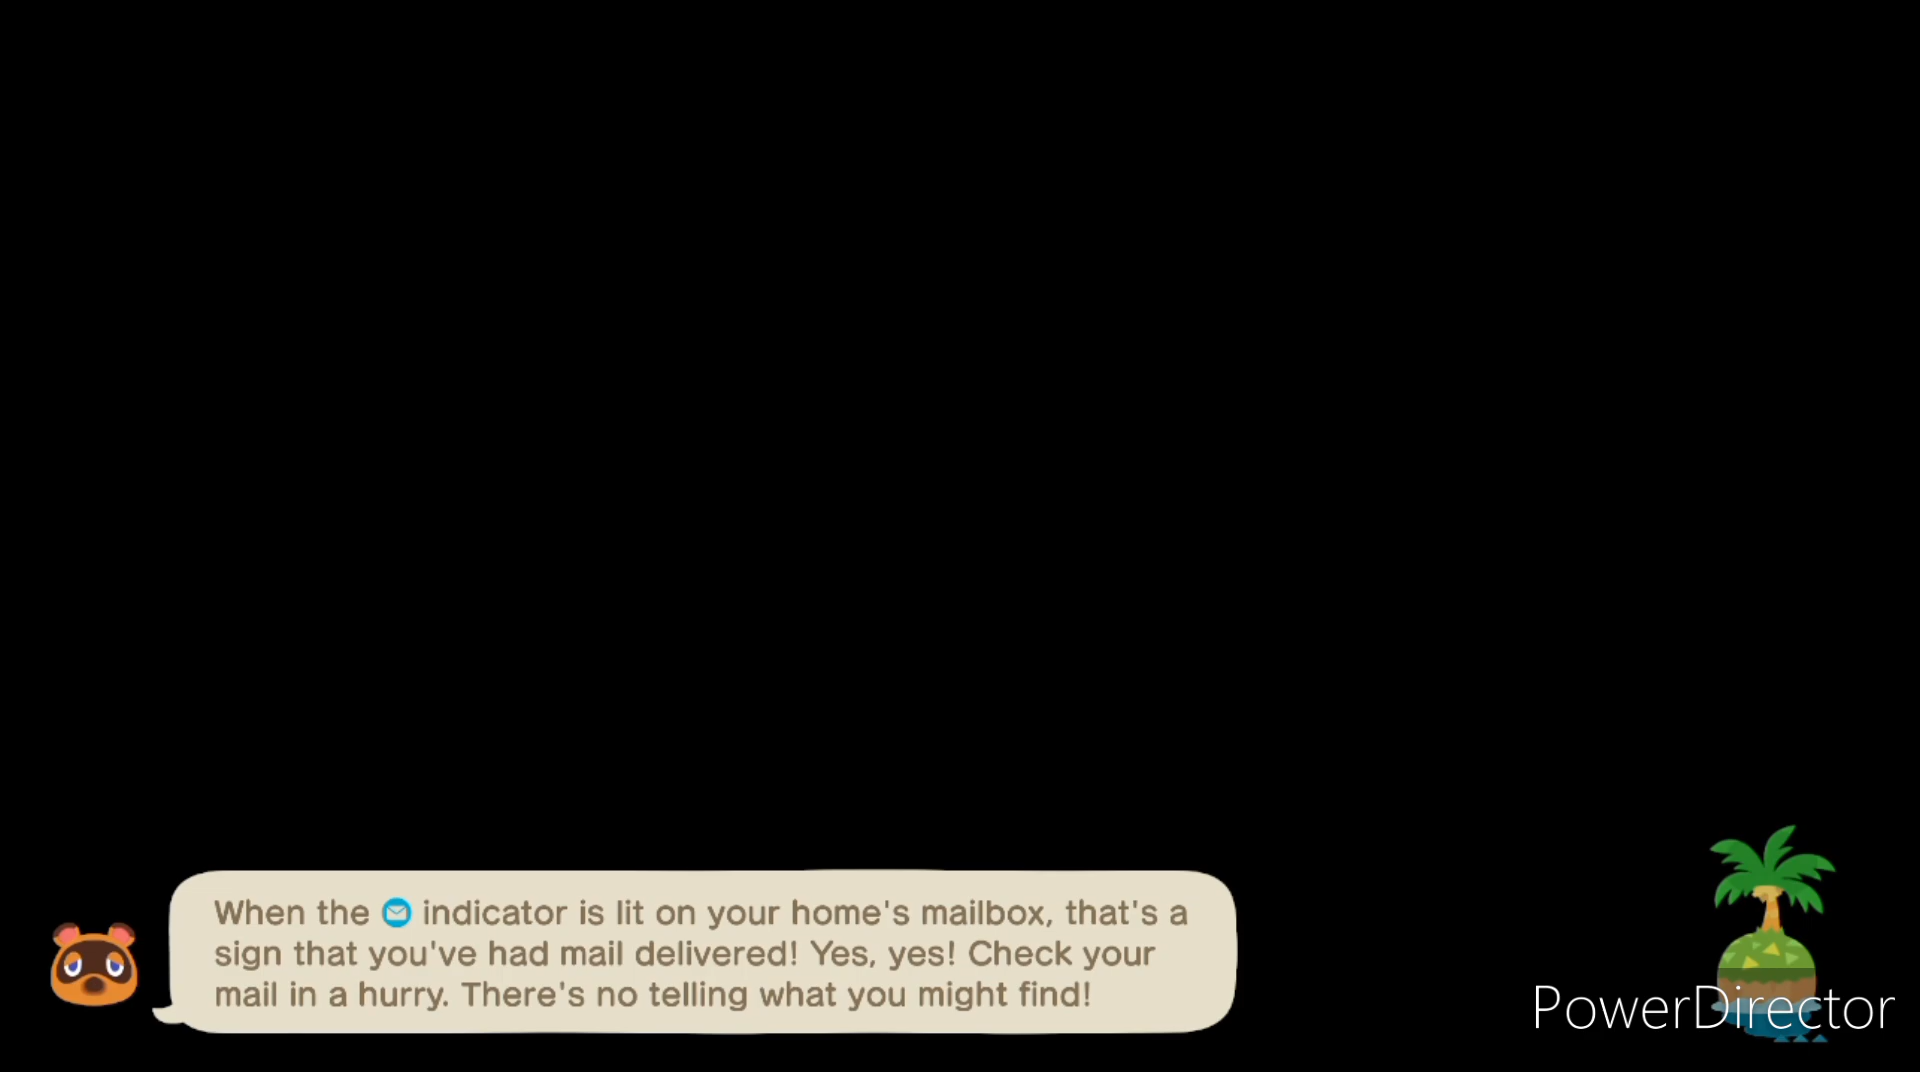 When the indicator is lit on your home's mailbox, that's a
sign that you've had mail delivered! Yes, yes! Check your
mail in a hurry. There's no telling what you might find!
PowerDirector